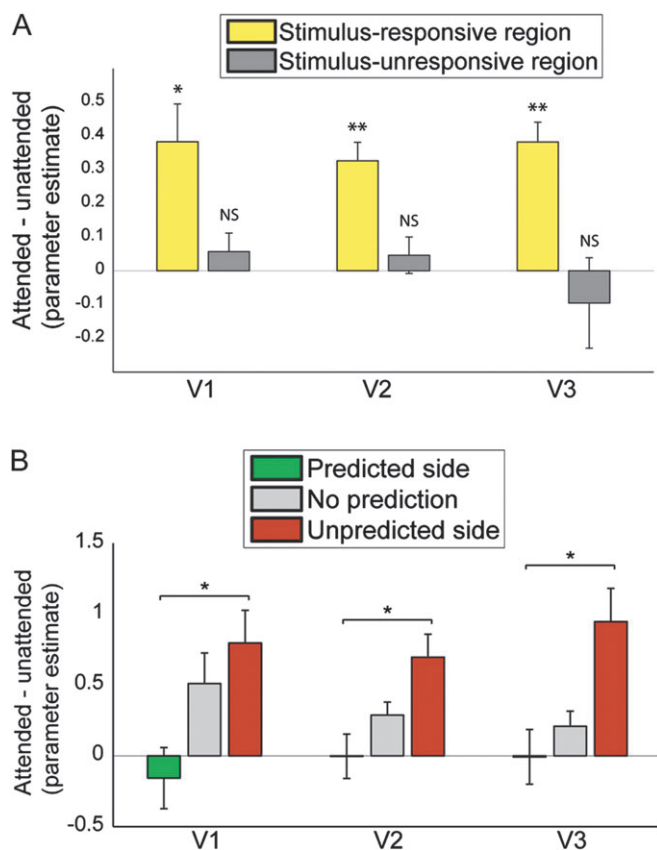 A
Stimulus-responsive region
Stimulus-unresponsive region
Attended - unattended
(parameter estimate)
0.5
0.4
0.3
0.2
0.1
0
-0.1
-0.2
*
NS
**
NS
**
NS
V1 V2 V3
B
Predicted side
No prediction
Unpredicted side
Attended - unattended
(parameter estimate)
1.5
1
0.5
0
-0.5
*
*
*
V1 V2 V3